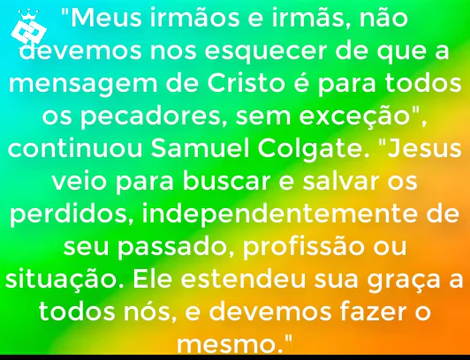 "Meus irmãos e irmãs, não
devemos nos esquecer de que a
mensagem de Cristo é para todos
os pecadores, sem exceção",
continuou Samuel Colgate. "Jesus
veio para buscar e salvar os
perdidos, independentemente de
seu passado, profissão ou
situação. Ele estendeu sua graça a
todos nós, e devemos fazer o
mesmo."